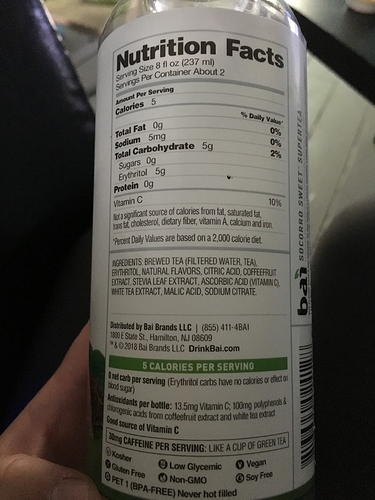 Nutrition Facts
Serving Size 8 fl oz (237 ml)
Servings Per Container About 2
Amount Per Serving
Calories 5
% Daily Value*
Total Fat 0g 0%
Sodium 5mg 0%
Total Carbohydrate 5g 2%
Sugars 0g
Erythritol 5g
Protein 0g
Vitamin C 10%
Not a significant source of calories from fat, saturated fat,
trans fat, cholesterol, dietary fiber, vitamin A, calcium and iron.
*Percent Daily Values are based on a 2,000 calorie diet.
INGREDIENTS: BREWED TEA (FILTERED WATER, TEA),
ERYTHRITOL, NATURAL FLAVORS, CITRIC ACID, COFFEEFRUIT
EXTRACT, STEVIA LEAF EXTRACT, ASCORBIC ACID (VITAMIN C),
WHITE TEA EXTRACT, MALIC ACID, SODIUM CITRATE.
Distributed by Bai Brands LLC | (855) 411-4BAI
1800 E State St., Hamilton, NJ 08609
™ & © 2018 Bai Brands LLC DrinkBai.com
5 CALORIES PER SERVING
0 net carb per serving (Erythritol carbs have no calories or effect on
blood sugar)
Antioxidants per bottle: 13.5mg Vitamin C; 100mg polyphenols &
chlorogenic acids from coffeefruit extract and white tea extract
Good source of Vitamin C
30mg CAFFEINE PER SERVING: LIKE A CUP OF GREEN TEA
Kosher Low Glycemic Vegan
Gluten Free Non-GMO Soy Free
PET 1 (BPA-FREE) Never hot filled
bai
SOCORRO SWEET™ SUPERTEA